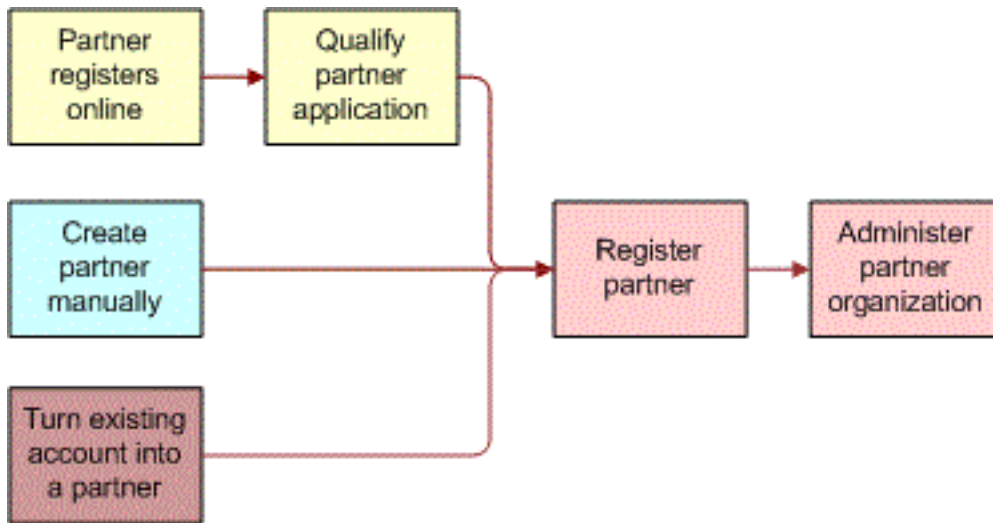 Partner
registers
online
Qualify
partner
application
Create
partner
manually
Register
partner
Administer
partner
organization
Turn existing
account into
a partner